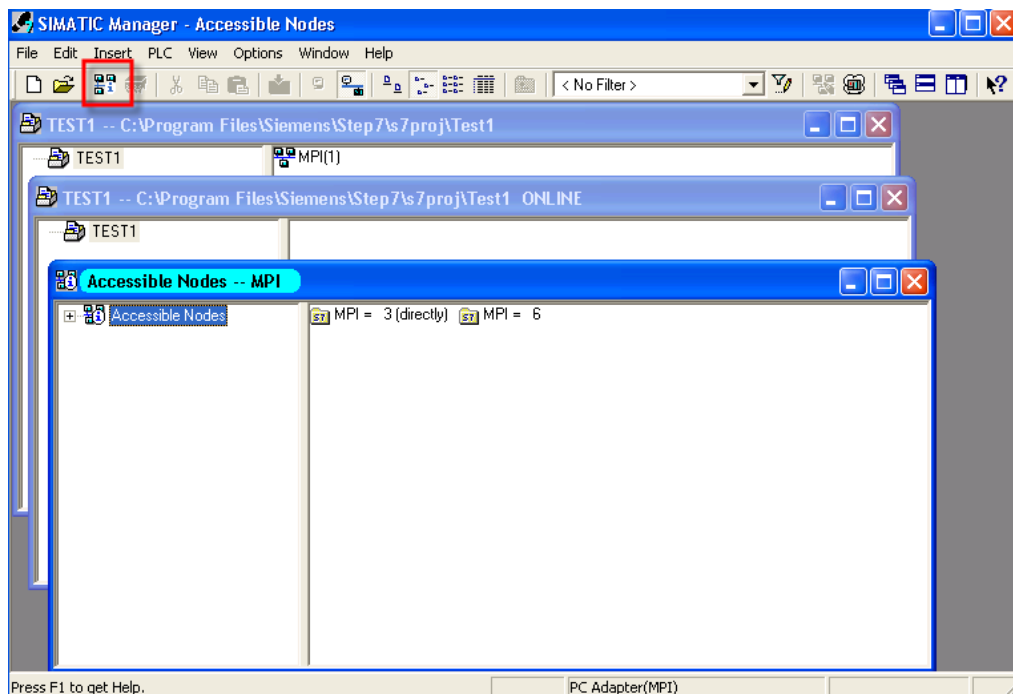 SIMATIC Manager - Accessible Nodes
File Edit Insert PLC View Options Window Help
< No Filter >
TEST1 -- C:\Program Files\Siemens\Step7\s7proj\Test1
TEST1 MPI(1)
TEST1 -- C:\Program Files\Siemens\Step7\s7proj\Test1 ONLINE
TEST1
Accessible Nodes -- MPI
Accessible Nodes S7 MPI = 3 (directly) S7 MPI = 6
Press F1 to get Help. PC Adapter(MPI)